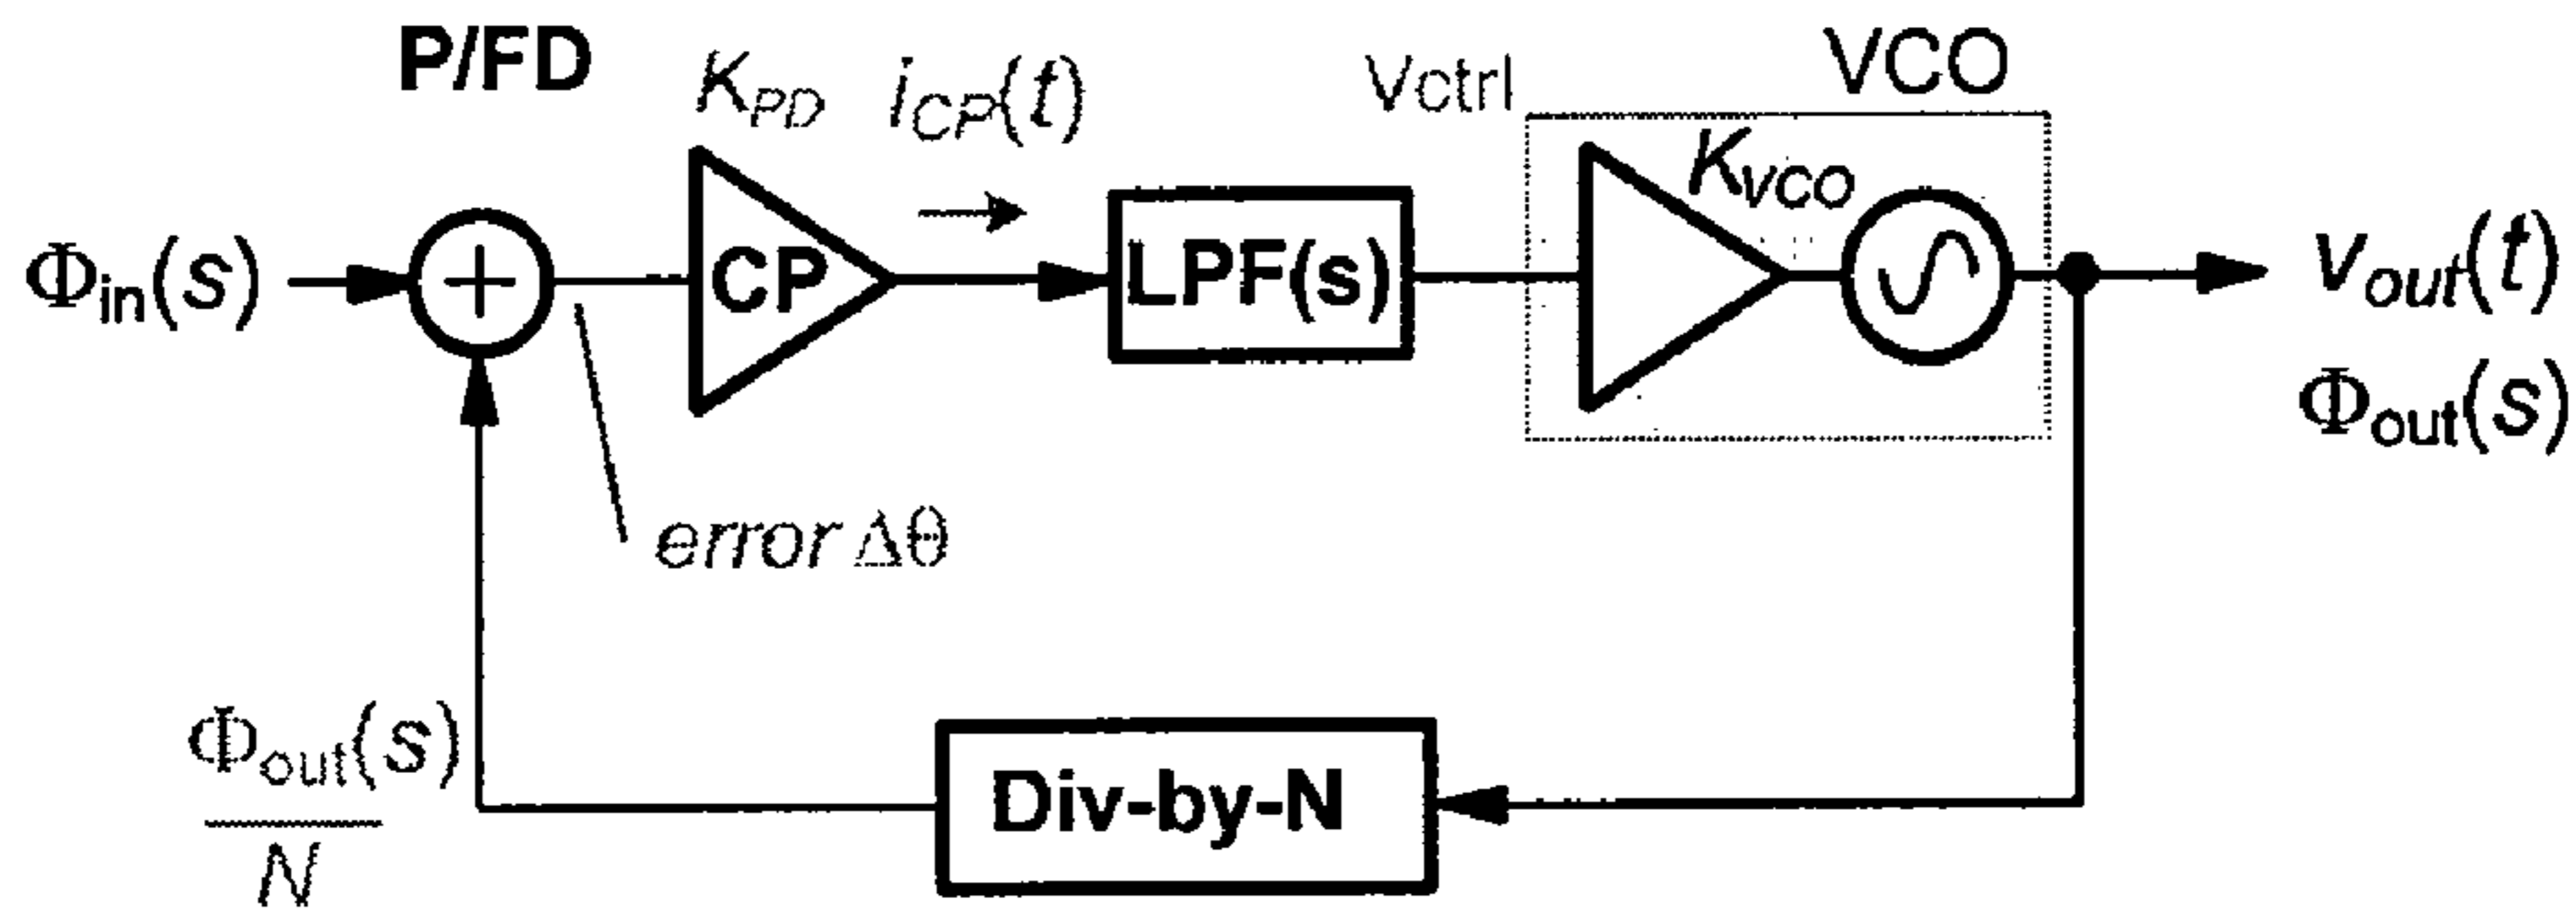 P/FD
K_PD
i_CP(t)
Vctrl
VCO
K_VCO
Φ_in(s)
+
CP
LPF(s)
v_out(t)
Φ_out(s)
error Δθ
Φ_out(s)
N
Div-by-N